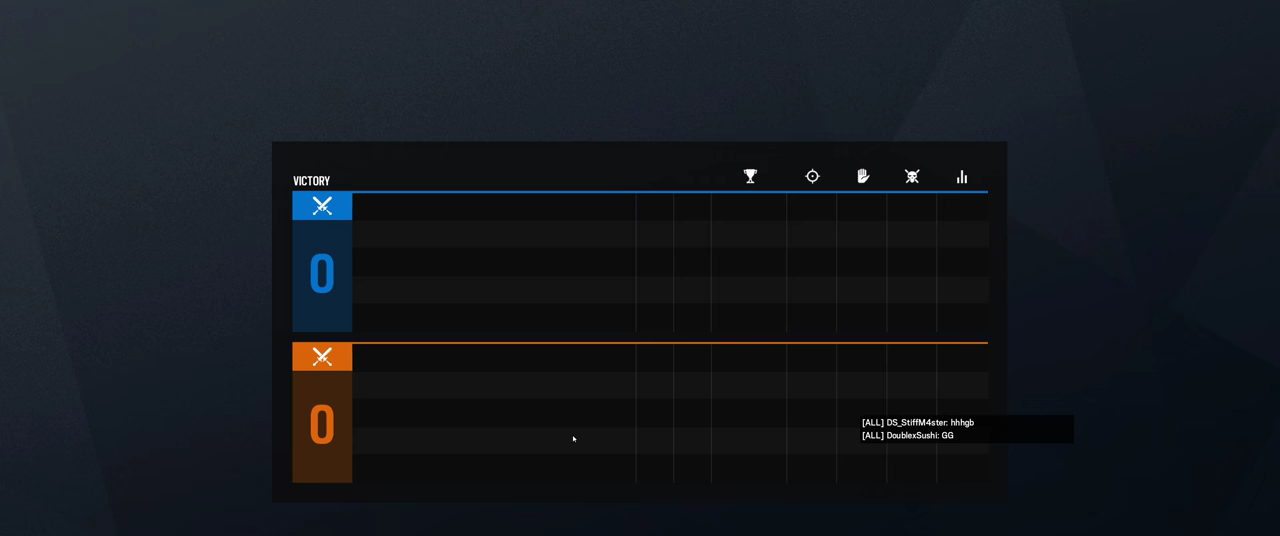 VICTORY
0
0
[ALL] DS_StiffM4ster: hhhgb
[ALL] DoublexSushi: GG